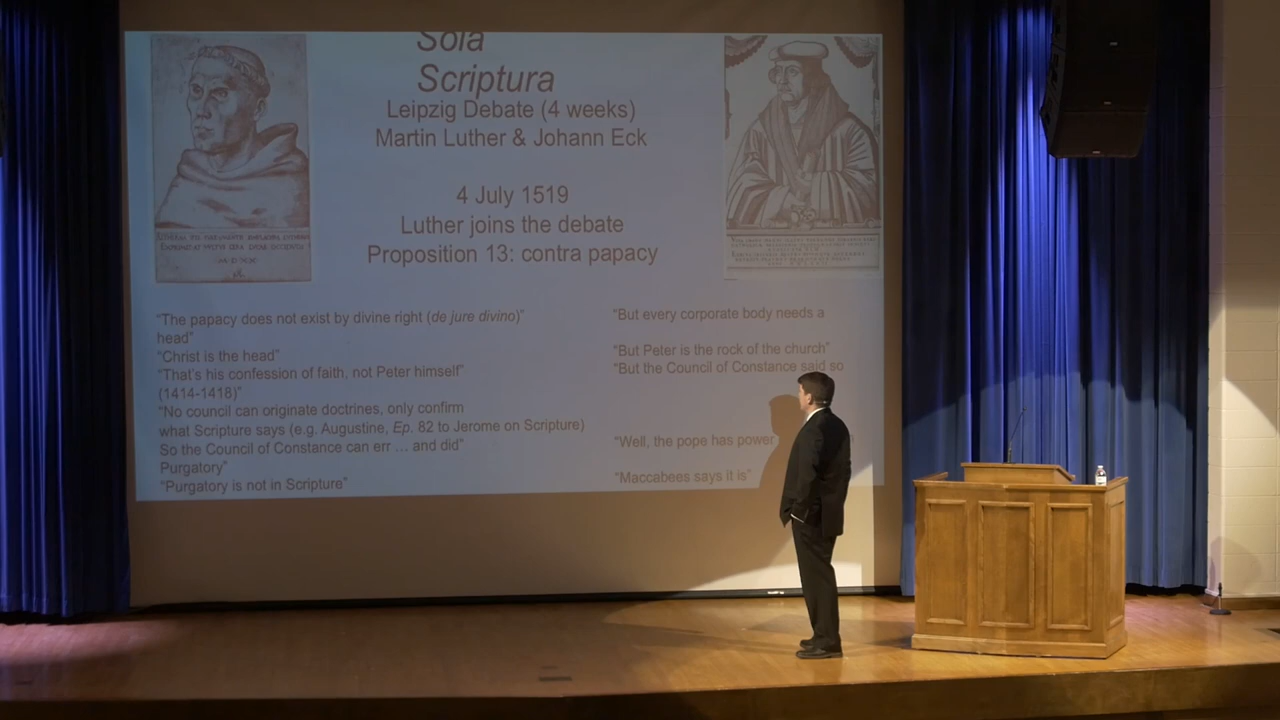 Sola
Scriptura
Leipzig Debate (4 weeks)
Martin Luther & Johann Eck
4 July 1519
Luther joins the debate
Proposition 13: contra papacy
"The papacy does not exist by divine right (de jure divino)"
head"
"Christ is the head"
"That's his confession of faith, not Peter himself"
(1414-1418)"
"No council can originate doctrines, only confirm
what Scripture says (e.g. Augustine, Ep. 82 to Jerome on Scripture)
So the Council of Constance can err … and did"
Purgatory"
"Purgatory is not in Scripture"
"But every corporate body needs a
"But Peter is the rock of the church"
"But the Council of Constance said so
"Well, the pope has power
"Maccabees says it is"